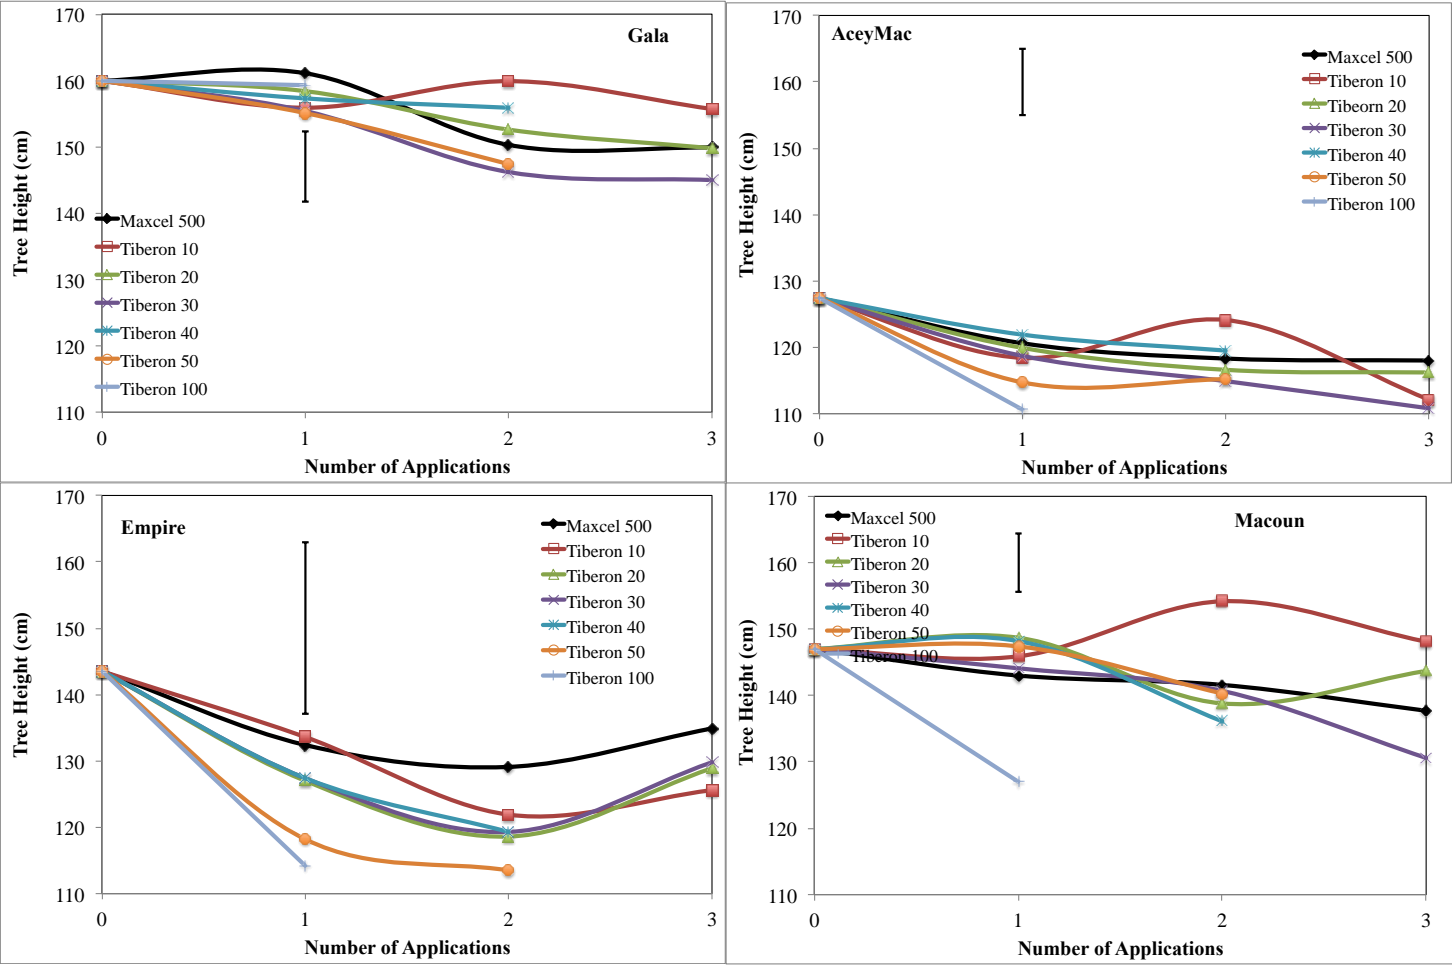 Gala
Tree Height (cm)
170
160
150
140
130
120
110
Maxcel 500
Tiberon 10
Tiberon 20
Tiberon 30
Tiberon 40
Tiberon 50
Tiberon 100
0 1 2 3
Number of Applications
AceyMac
Tree Height (cm)
170
160
150
140
130
120
110
Maxcel 500
Tiberon 10
Tibeorn 20
Tiberon 30
Tiberon 40
Tiberon 50
Tiberon 100
0 1 2 3
Number of Applications
Empire
Tree Height (cm)
170
160
150
140
130
120
110
Maxcel 500
Tiberon 10
Tiberon 20
Tiberon 30
Tiberon 40
Tiberon 50
Tiberon 100
0 1 2 3
Number of Applications
Macoun
Tree Height (cm)
170
160
150
140
130
120
110
Maxcel 500
Tiberon 10
Tiberon 20
Tiberon 30
Tiberon 40
Tiberon 50
Tiberon 100
0 1 2 3
Number of Applications